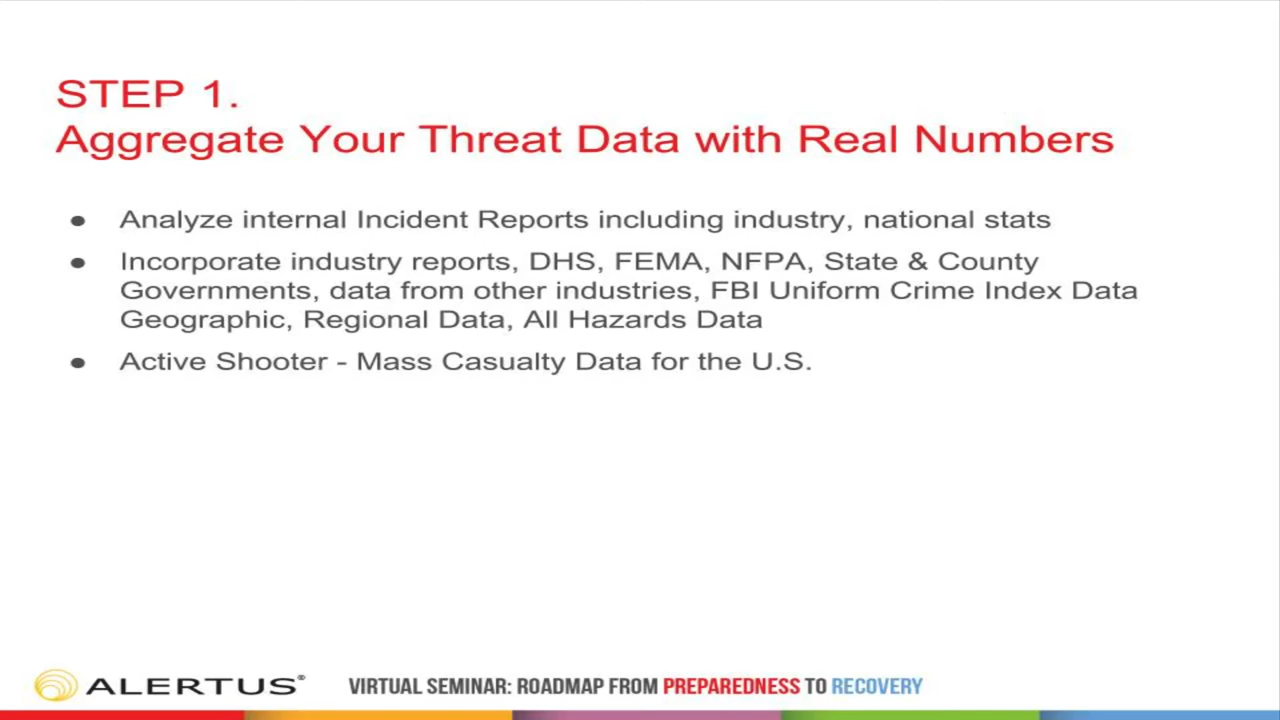 STEP 1.
Aggregate Your Threat Data with Real Numbers
● Analyze internal Incident Reports including industry, national stats
● Incorporate industry reports, DHS, FEMA, NFPA, State & County
Governments, data from other industries, FBI Uniform Crime Index Data
Geographic, Regional Data, All Hazards Data
● Active Shooter - Mass Casualty Data for the U.S.
ALERTUS® VIRTUAL SEMINAR: ROADMAP FROM PREPAREDNESS TO RECOVERY